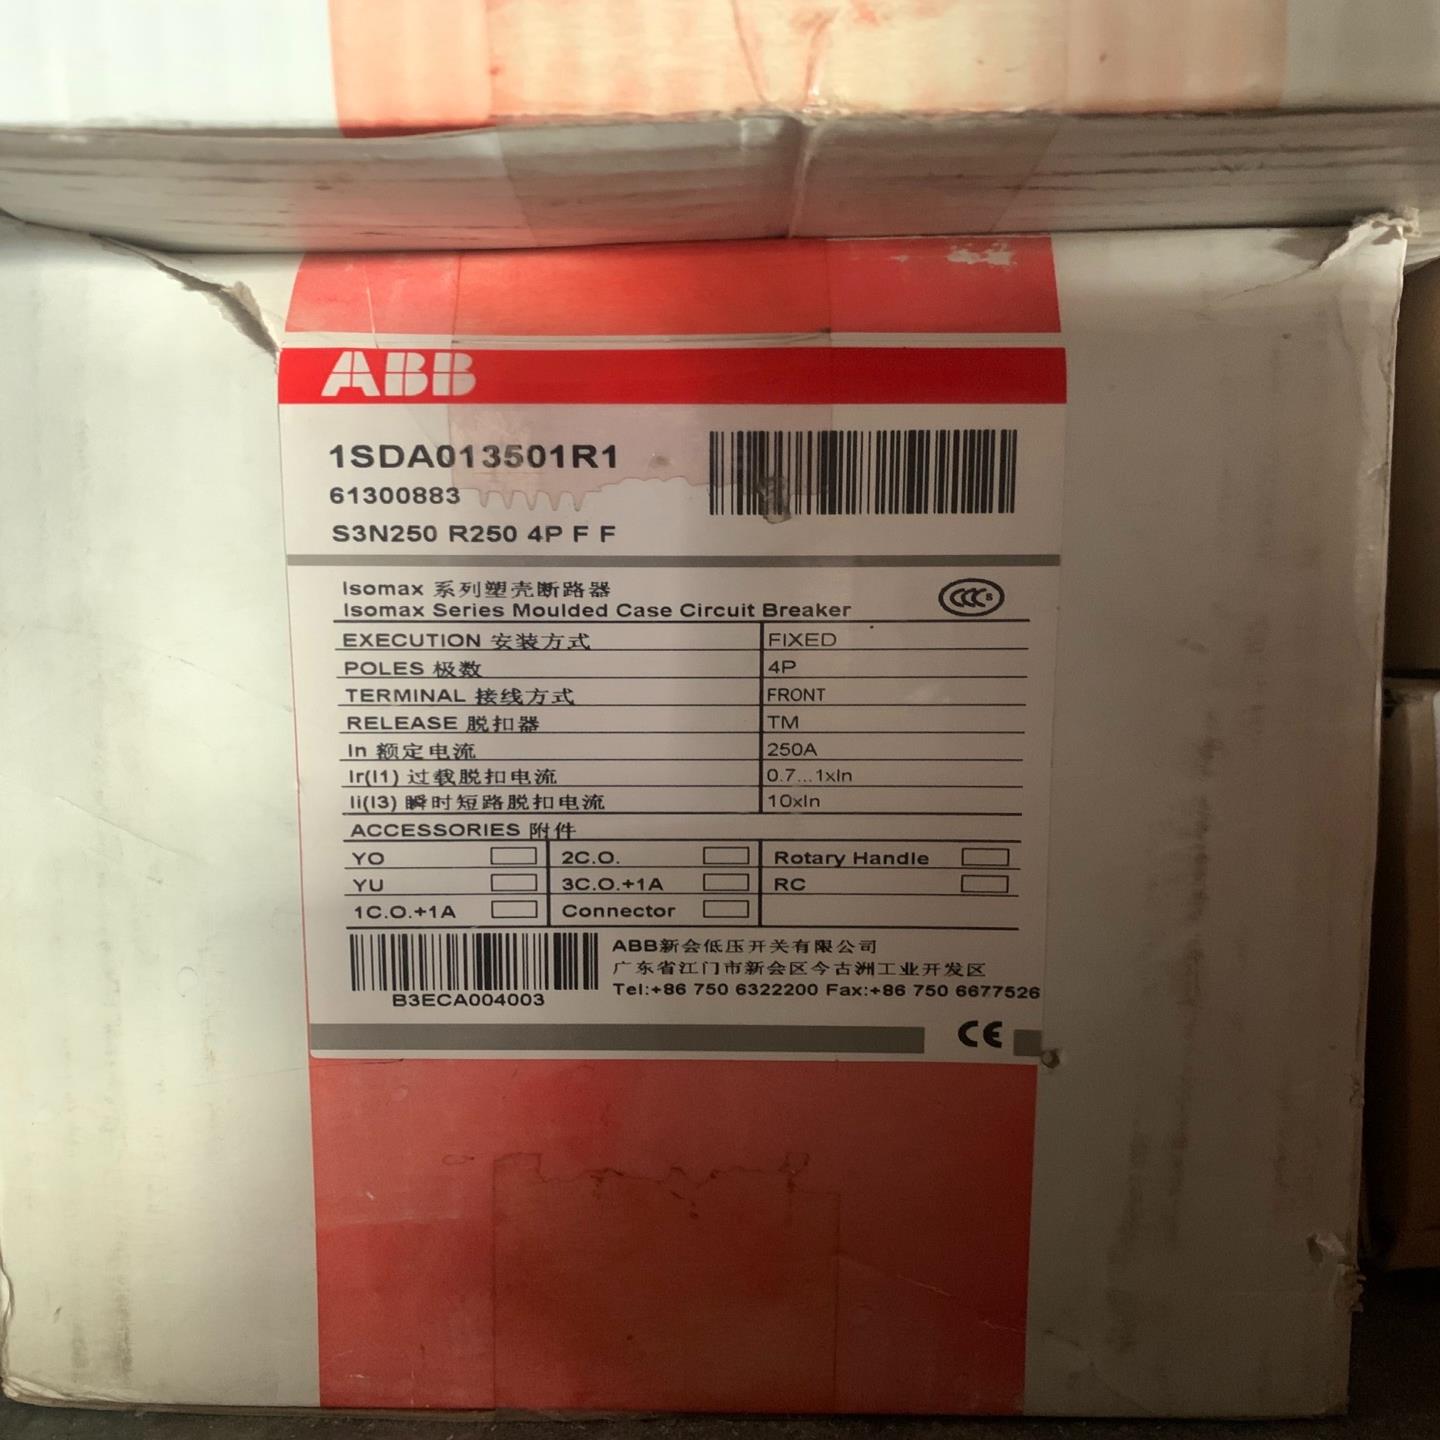 ABB
1SDA013501R1
61300883
S3N250 R250 4P F F
Isomax 系列塑壳断路器
Isomax Series Moulded Case Circuit Breaker
CCC S
EXECUTION 安装方式 FIXED
POLES 极数 4P
TERMINAL 接线方式 FRONT
RELEASE 脱扣器 TM
In 额定电流 250A
Ir(I1) 过载脱扣电流 0.7...1xIn
Ii(I3) 瞬时短路脱扣电流 10xIn
ACCESSORIES 附件
YO 2C.O. Rotary Handle
YU 3C.O.+1A RC
1C.O.+1A Connector
ABB新会低压开关有限公司
广东省江门市新会区今古洲工业开发区
Tel:+86 750 6322200 Fax:+86 750 6677526
B3ECA004003
CE